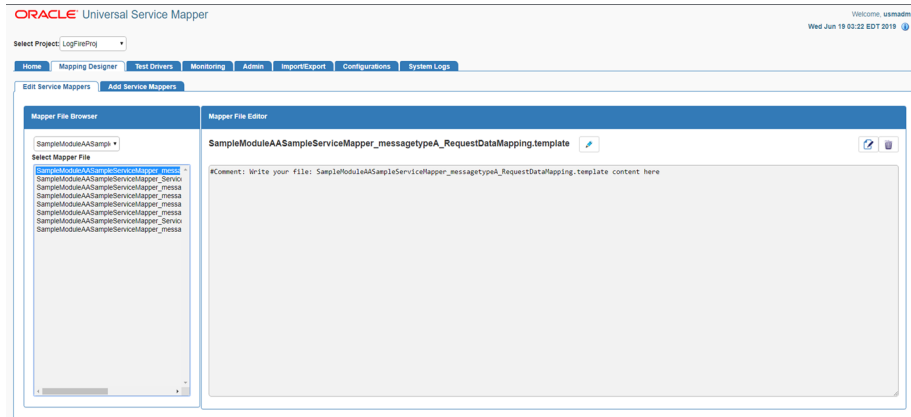 ORACLE® Universal Service Mapper
Welcome, usmadm
Wed Jun 19 03:22 EDT 2019
Select Project: LogFireProj
Home Mapping Designer Test Drivers Monitoring Admin Import/Export Configurations System Logs
Edit Service Mappers Add Service Mappers
Mapper File Browser Mapper File Editor
SampleModuleAASampl
SampleModuleAASampleServiceMapper_messagetypeA_RequestDataMapping.template
Select Mapper File
#Comment: Write your file: SampleModuleAASampleServiceMapper_messagetypeA_RequestDataMapping.template content here
SampleModuleAASampleServiceMapper_messa
SampleModuleAASampleServiceMapper_Servic
SampleModuleAASampleServiceMapper_messa
SampleModuleAASampleServiceMapper_messa
SampleModuleAASampleServiceMapper_messa
SampleModuleAASampleServiceMapper_messa
SampleModuleAASampleServiceMapper_Servic
SampleModuleAASampleServiceMapper_messa